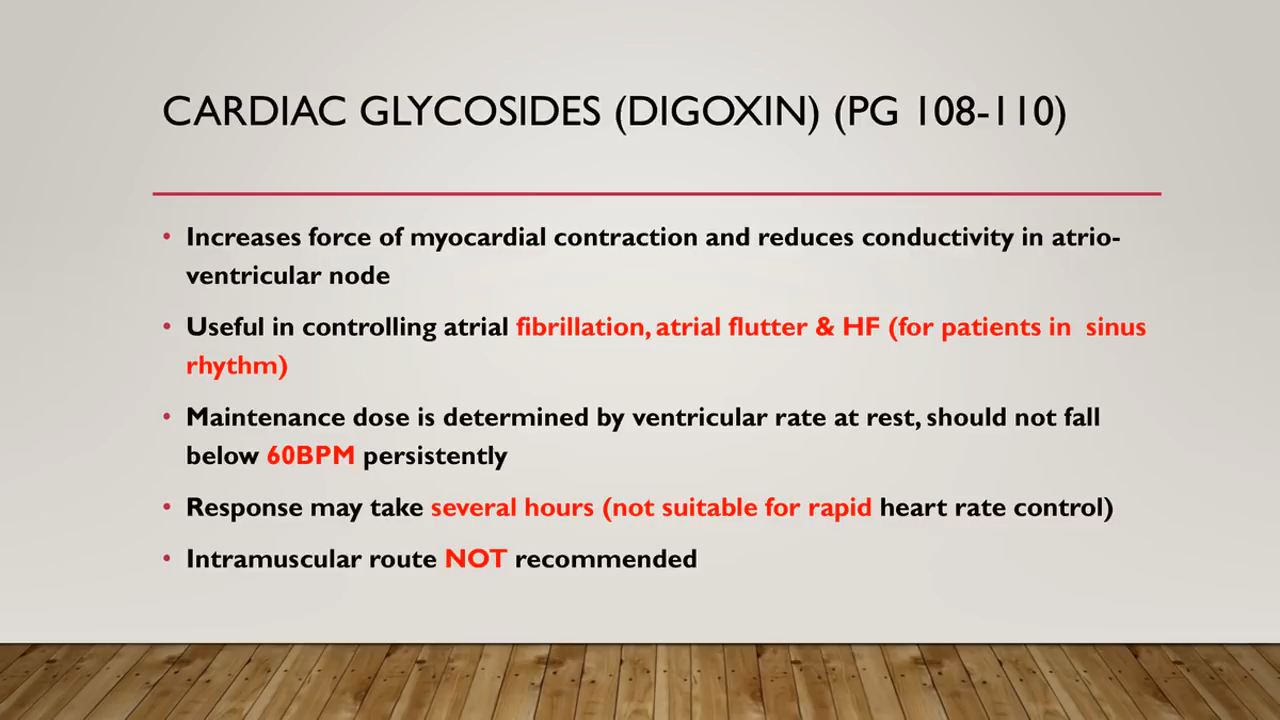 CARDIAC GLYCOSIDES (DIGOXIN) (PG 108-110)
• Increases force of myocardial contraction and reduces conductivity in atrio-
ventricular node
• Useful in controlling atrial fibrillation, atrial flutter & HF (for patients in sinus
rhythm)
• Maintenance dose is determined by ventricular rate at rest, should not fall
below 60BPM persistently
• Response may take several hours (not suitable for rapid heart rate control)
• Intramuscular route NOT recommended